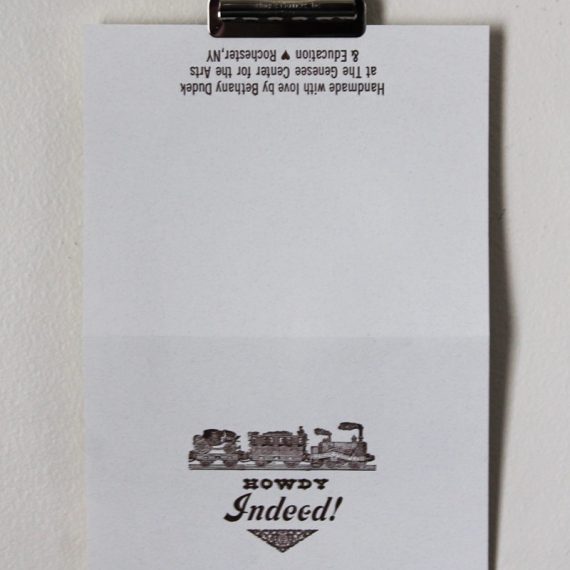 Handmade with love by Bethany Dudek
at The Genesee Center for the Arts
& Education ♥ Rochester,NY
HOWDY
Indeed!